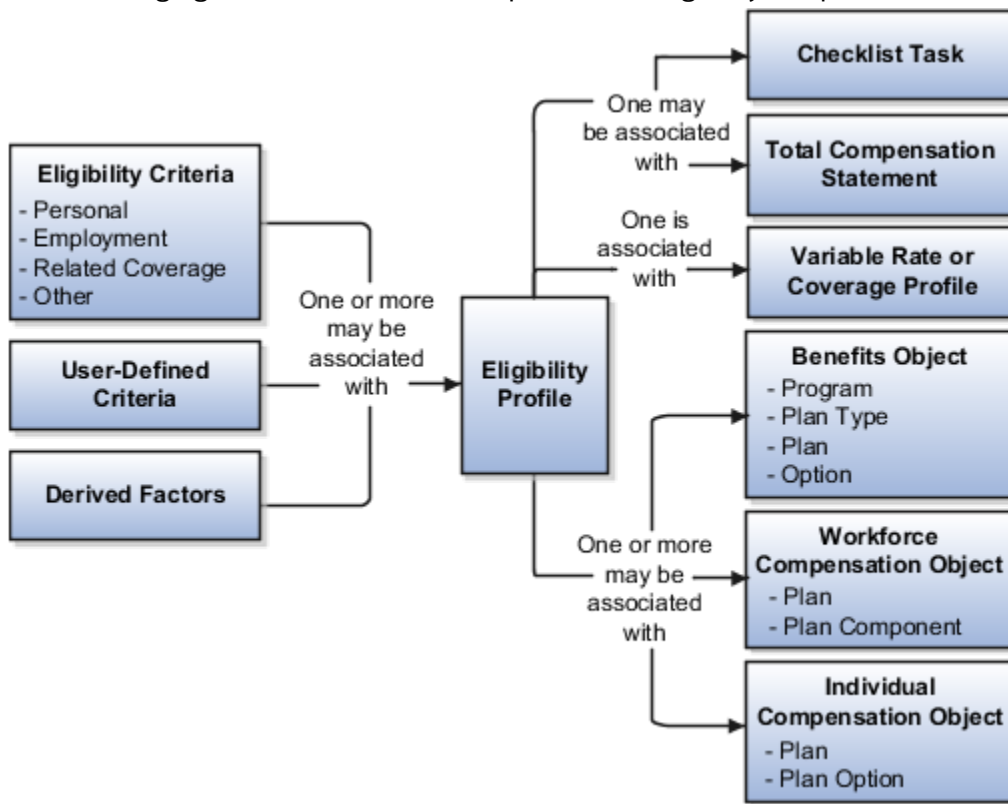 Checklist Task
One may
be associated
with
Total Compensation
Statement
Eligibility Criteria
- Personal
- Employment
- Related Coverage
- Other
One is
associated
with
Variable Rate or
Coverage Profile
One or more
may be
associated
with
User-Defined
Criteria
Derived Factors
Eligibility
Profile
Benefits Object
- Program
- Plan Type
- Plan
- Option
One or more
may be
associated
with
Workforce
Compensation Object
- Plan
- Plan Component
Individual
Compensation Object
- Plan
- Plan Option